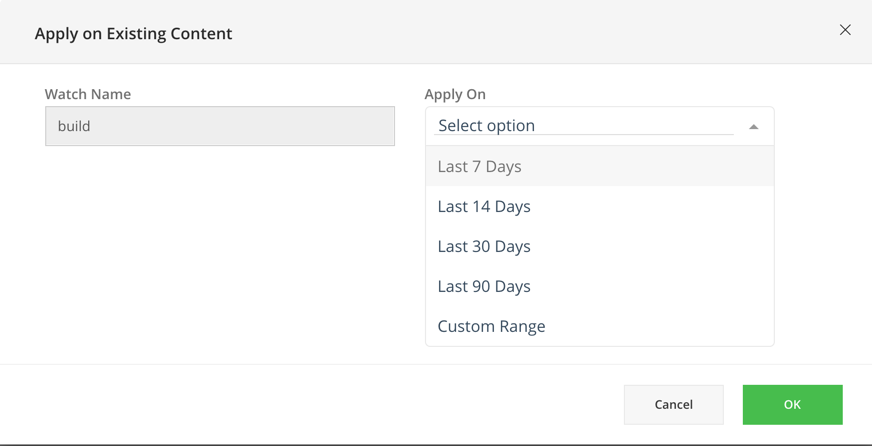 Apply on Existing Content
Watch Name
Apply On
build
Select option
Last 7 Days
Last 14 Days
Last 30 Days
Last 90 Days
Custom Range
Cancel
OK